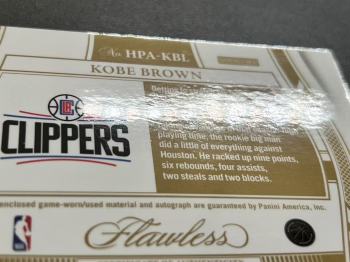 No. HPA-KBL
KOBE BROWN
LAC
CLIPPERS
playing time, the rookie big man
did a little of everything against
Houston. He racked up nine points,
six rebounds, four assists,
two steals and two blocks.
enclosed game-worn/used material and autograph are guaranteed by Panini America, Inc.
NBA
Flawless